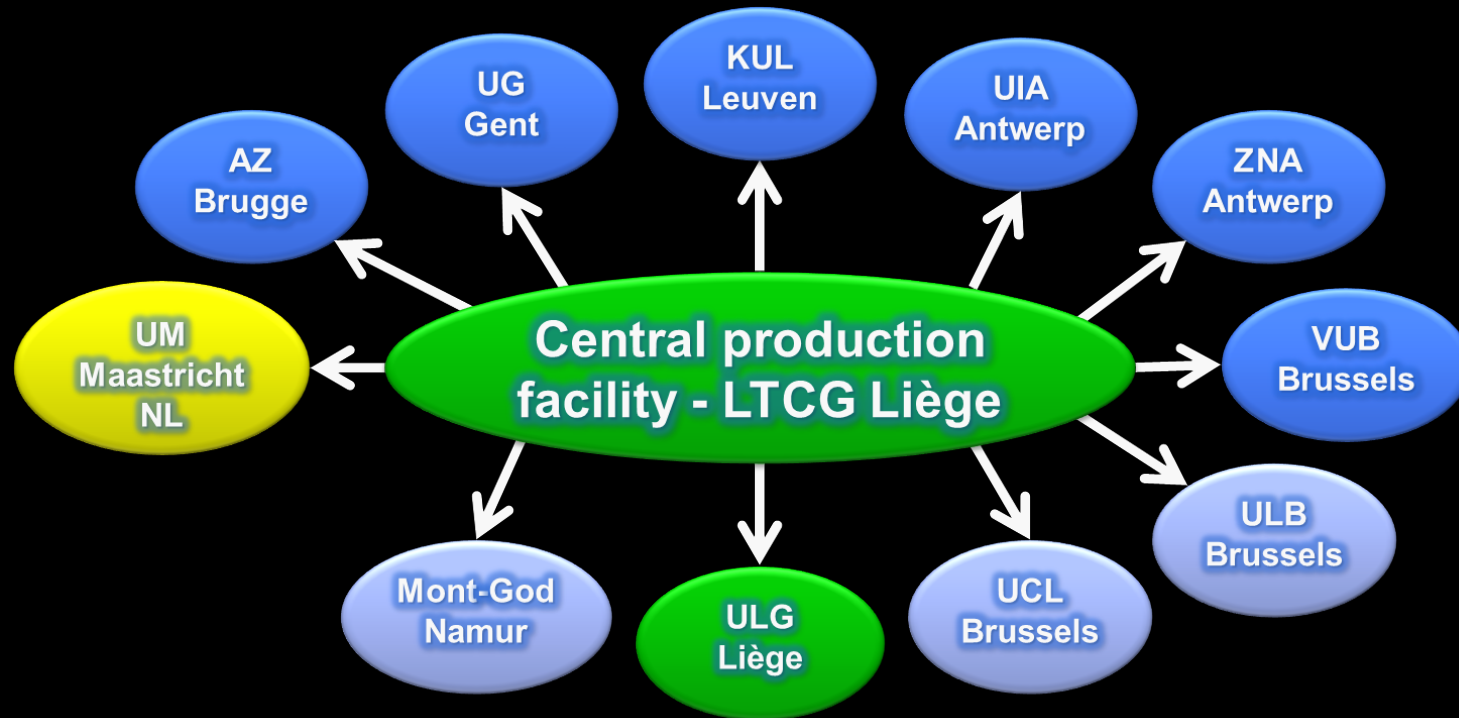 KUL
Leuven
UG
Gent
UIA
Antwerp
AZ
Brugge
ZNA
Antwerp
UM
Maastricht
NL
Central production
facility - LTCG Liège
VUB
Brussels
ULB
Brussels
Mont-God
Namur
ULG
Liège
UCL
Brussels